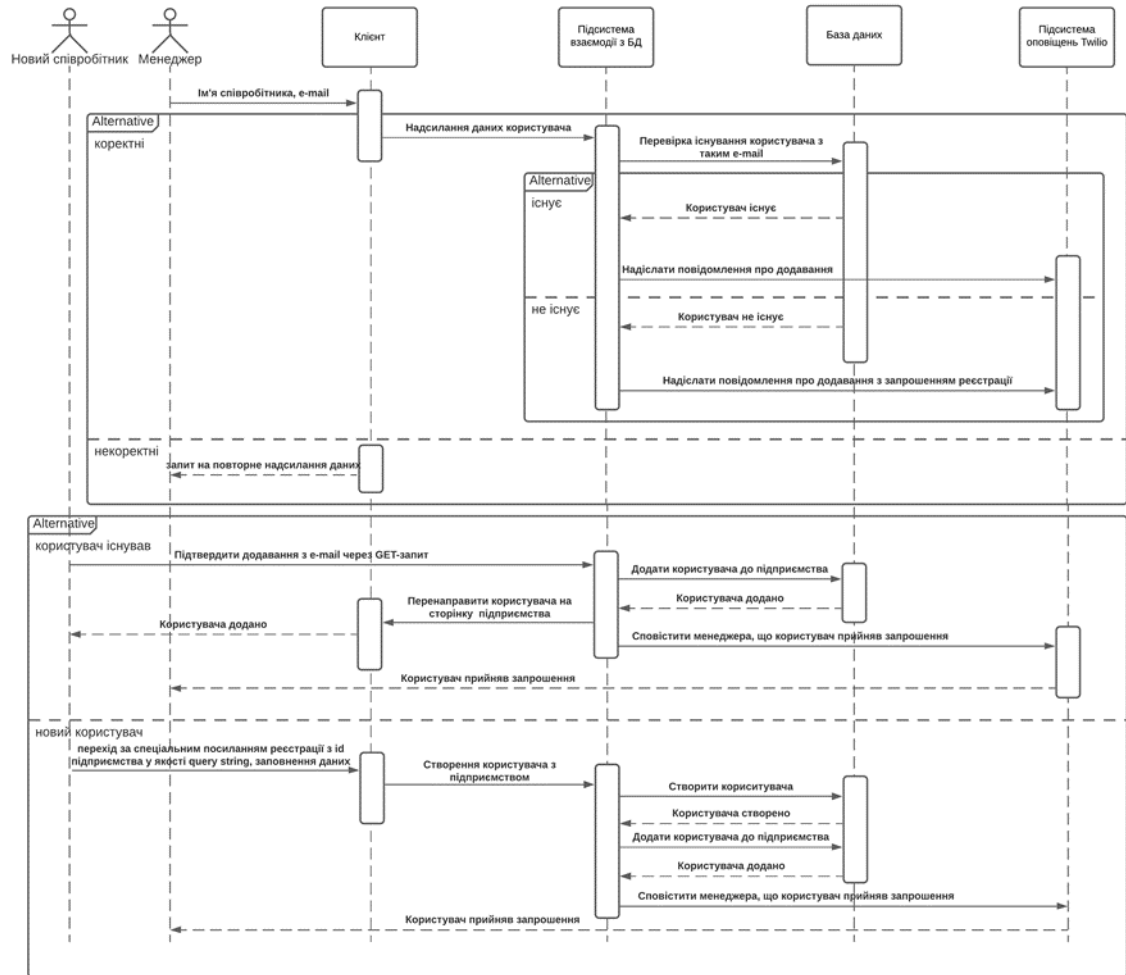 Новий співробітник
Менеджер
Клієнт
Підсистема
взаємодії з БД
База даних
Підсистема
оповіщень Twilio
Ім'я співробітника, e-mail
Alternative
коректні
Надсилання даних користувача
Перевірка існування користувача з
таким e-mail
Alternative
існує
Користувач існує
Надіслати повідомлення про додавання
не існує
Користувач не існує
Надіслати повідомлення про додавання з запрошенням реєстрації
некоректні
запит на повторне надсилання даних
Alternative
користувач існував
Підтвердити додавання з e-mail через GET-запит
Додати користувача до підприємства
Користувача додано
Перенаправити користувача на
сторінку підприємства
Користувача додано
Сповістити менеджера, що користувач прийняв запрошення
Користувач прийняв запрошення
новий користувач
перехід за спеціальним посиланням реєстрації з id
підприємства у якості query string, заповнення даних
Створення користувача з
підприємством
Створити кориситувача
Користувача створено
Додати користувача до підприємства
Користувача додано
Сповістити менеджера, що користувач прийняв запрошення
Користувач прийняв запрошення